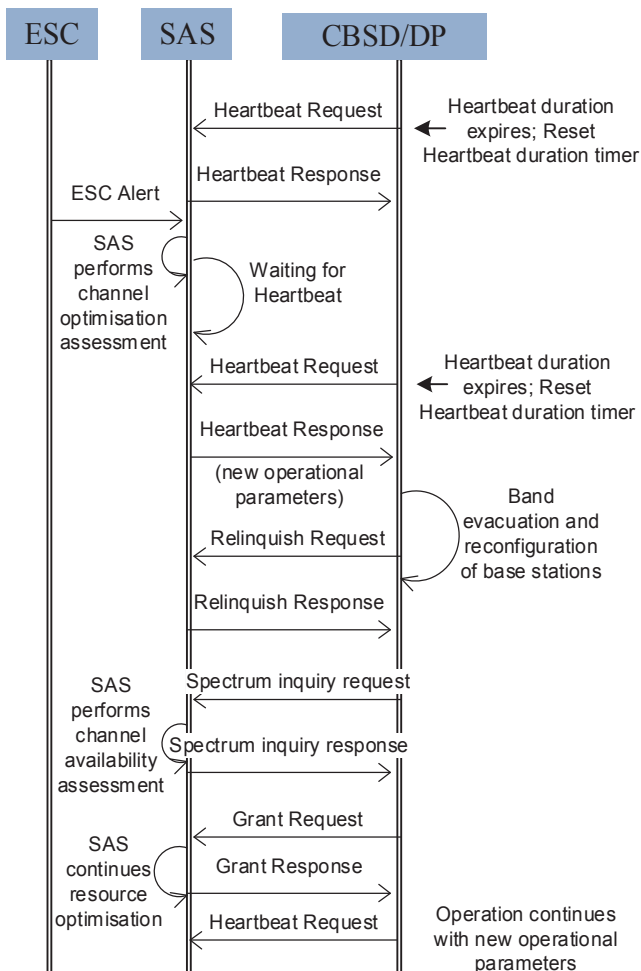 ESC
SAS
CBSD/DP
Heartbeat Request
Heartbeat duration
expires; Reset
Heartbeat duration timer
Heartbeat Response
ESC Alert
SAS
performs
channel
optimisation
assessment
Waiting for
Heartbeat
Heartbeat Request
Heartbeat duration
expires; Reset
Heartbeat duration timer
Heartbeat Response
(new operational
parameters)
Band
evacuation and
reconfiguration
of base stations
Relinquish Request
Relinquish Response
Spectrum inquiry request
SAS
performs
channel
availability
assessment
Spectrum inquiry response
Grant Request
SAS
continues
resource
optimisation
Grant Response
Heartbeat Request
Operation continues
with new operational
parameters